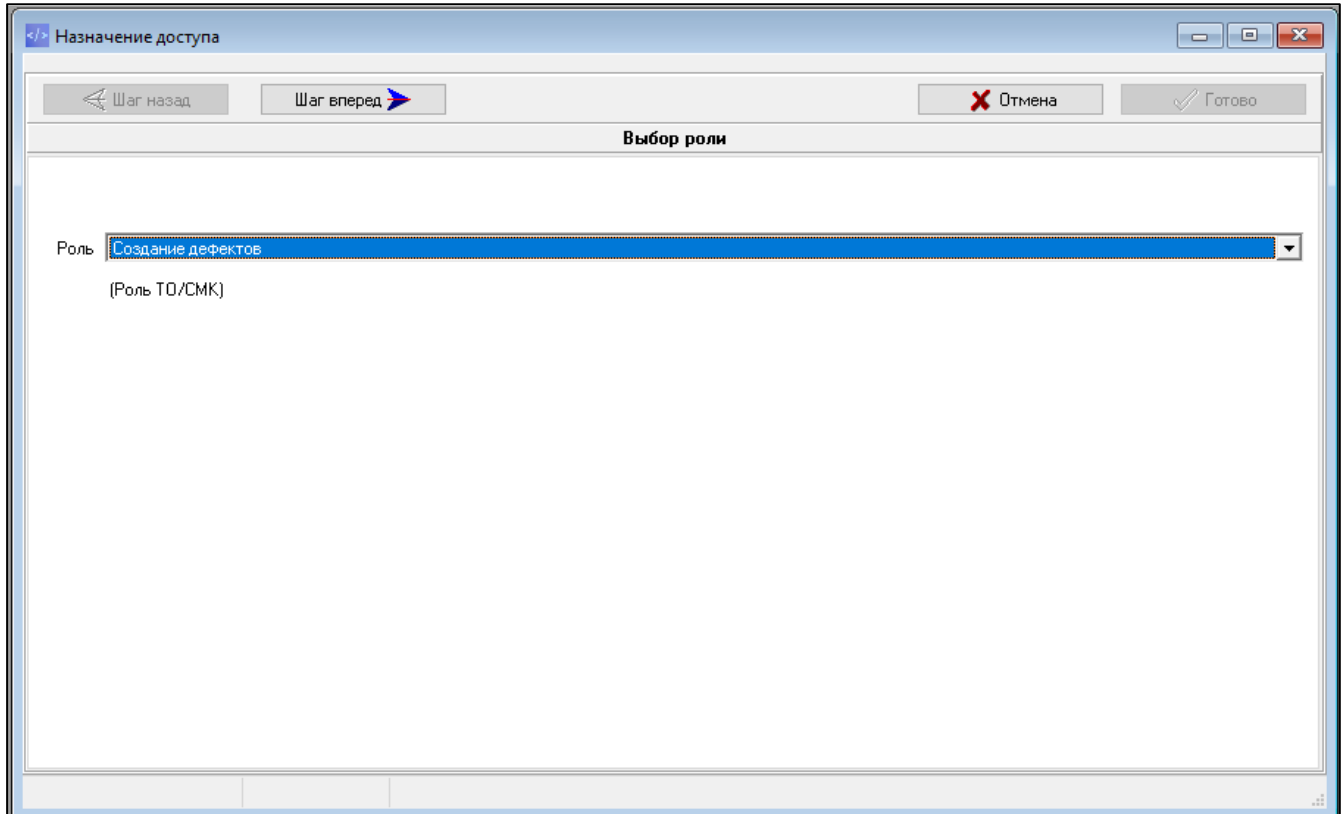 Назначение доступа
Шаг назад
Шаг вперед
Отмена
Готово
Выбор роли
Роль
Создание дефектов
(Роль ТО/СМК)